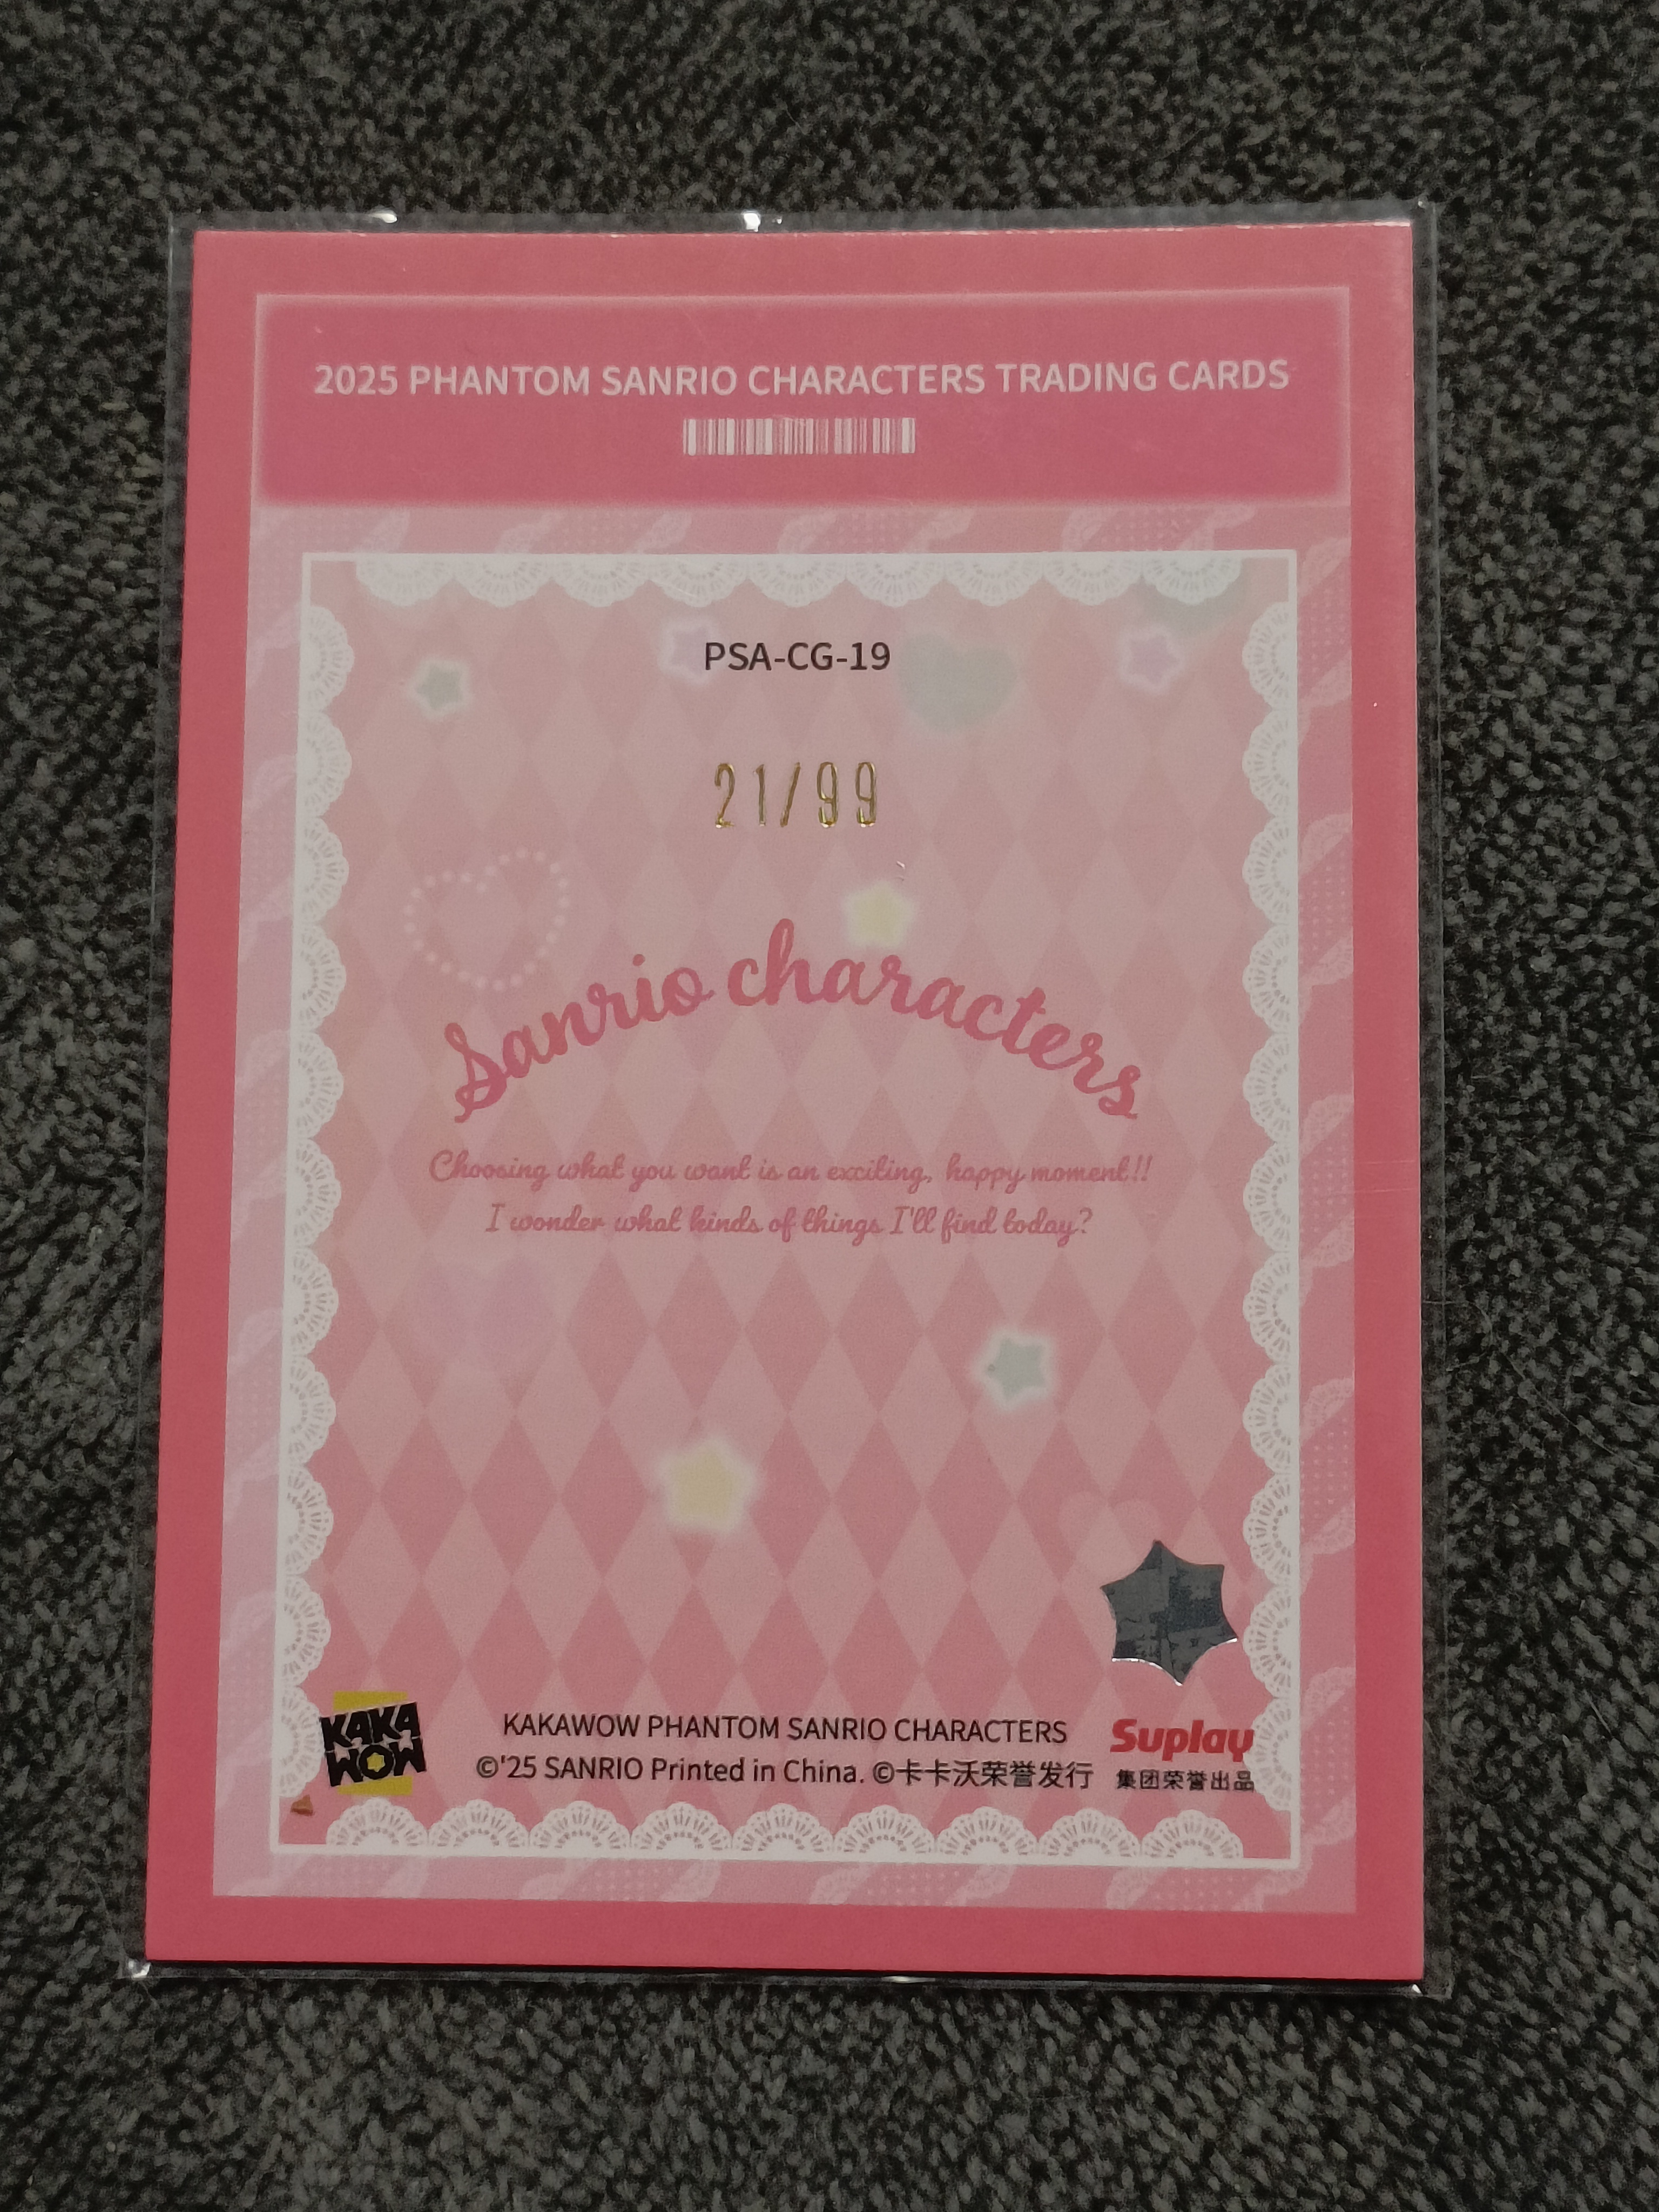 2025 PHANTOM SANRIO CHARACTERS TRADING CARDS
PSA-CG-19
21/99
Sanrio characters
Choosing what you want is an exciting, happy moment!!
I wonder what kinds of things I'll find today?
KAKA
WOW
KAKAWOW PHANTOM SANRIO CHARACTERS
©'25 SANRIO Printed in China. ©卡卡沃荣誉发行
Suplay
集团荣誉出品